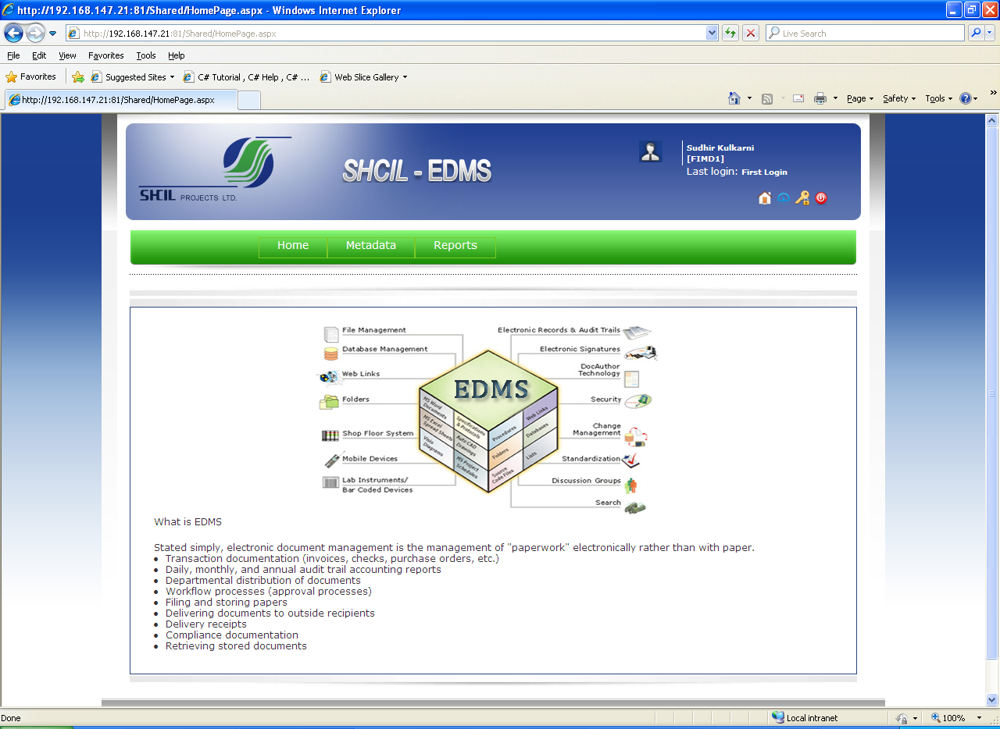 http://192.168.147.21:81/Shared/HomePage.aspx - Windows Internet Explorer
http://192.168.147.21:81/Shared/HomePage.aspx
Live Search
File Edit View Favorites Tools Help
Favorites Suggested Sites C# Tutorial , C# Help , C# ... Web Slice Gallery
http://192.168.147.21:81/Shared/HomePage.aspx
Page Safety Tools
SHCIL PROJECTS LTD.
SHCIL - EDMS
Sudhir Kulkarni
[FIMD1]
Last login: First Login
Home Metadata Reports
File Management
Database Management
Web Links
Folders
Shop Floor System
Mobile Devices
Lab Instruments/
Bar Coded Devices
EDMS
MS Word
Documents
Specifications
& Protocols
MS Excel
Spread Sheets
Auto CAD
Drawings
Visio
Diagrams
MS Project
Schedules
Procedures
Web Links
Folders
Databases
Source
Code Files
Lists
Electronic Records & Audit Trails
Electronic Signatures
DocAuthor
Technology
Security
Change
Management
Standardization
Discussion Groups
Search
What is EDMS
Stated simply, electronic document management is the management of "paperwork" electronically rather than with paper.
• Transaction documentation (invoices, checks, purchase orders, etc.)
• Daily, monthly, and annual audit trail accounting reports
• Departmental distribution of documents
• Workflow processes (approval processes)
• Filing and storing papers
• Delivering documents to outside recipients
• Delivery receipts
• Compliance documentation
• Retrieving stored documents
Done
Local intranet
100%